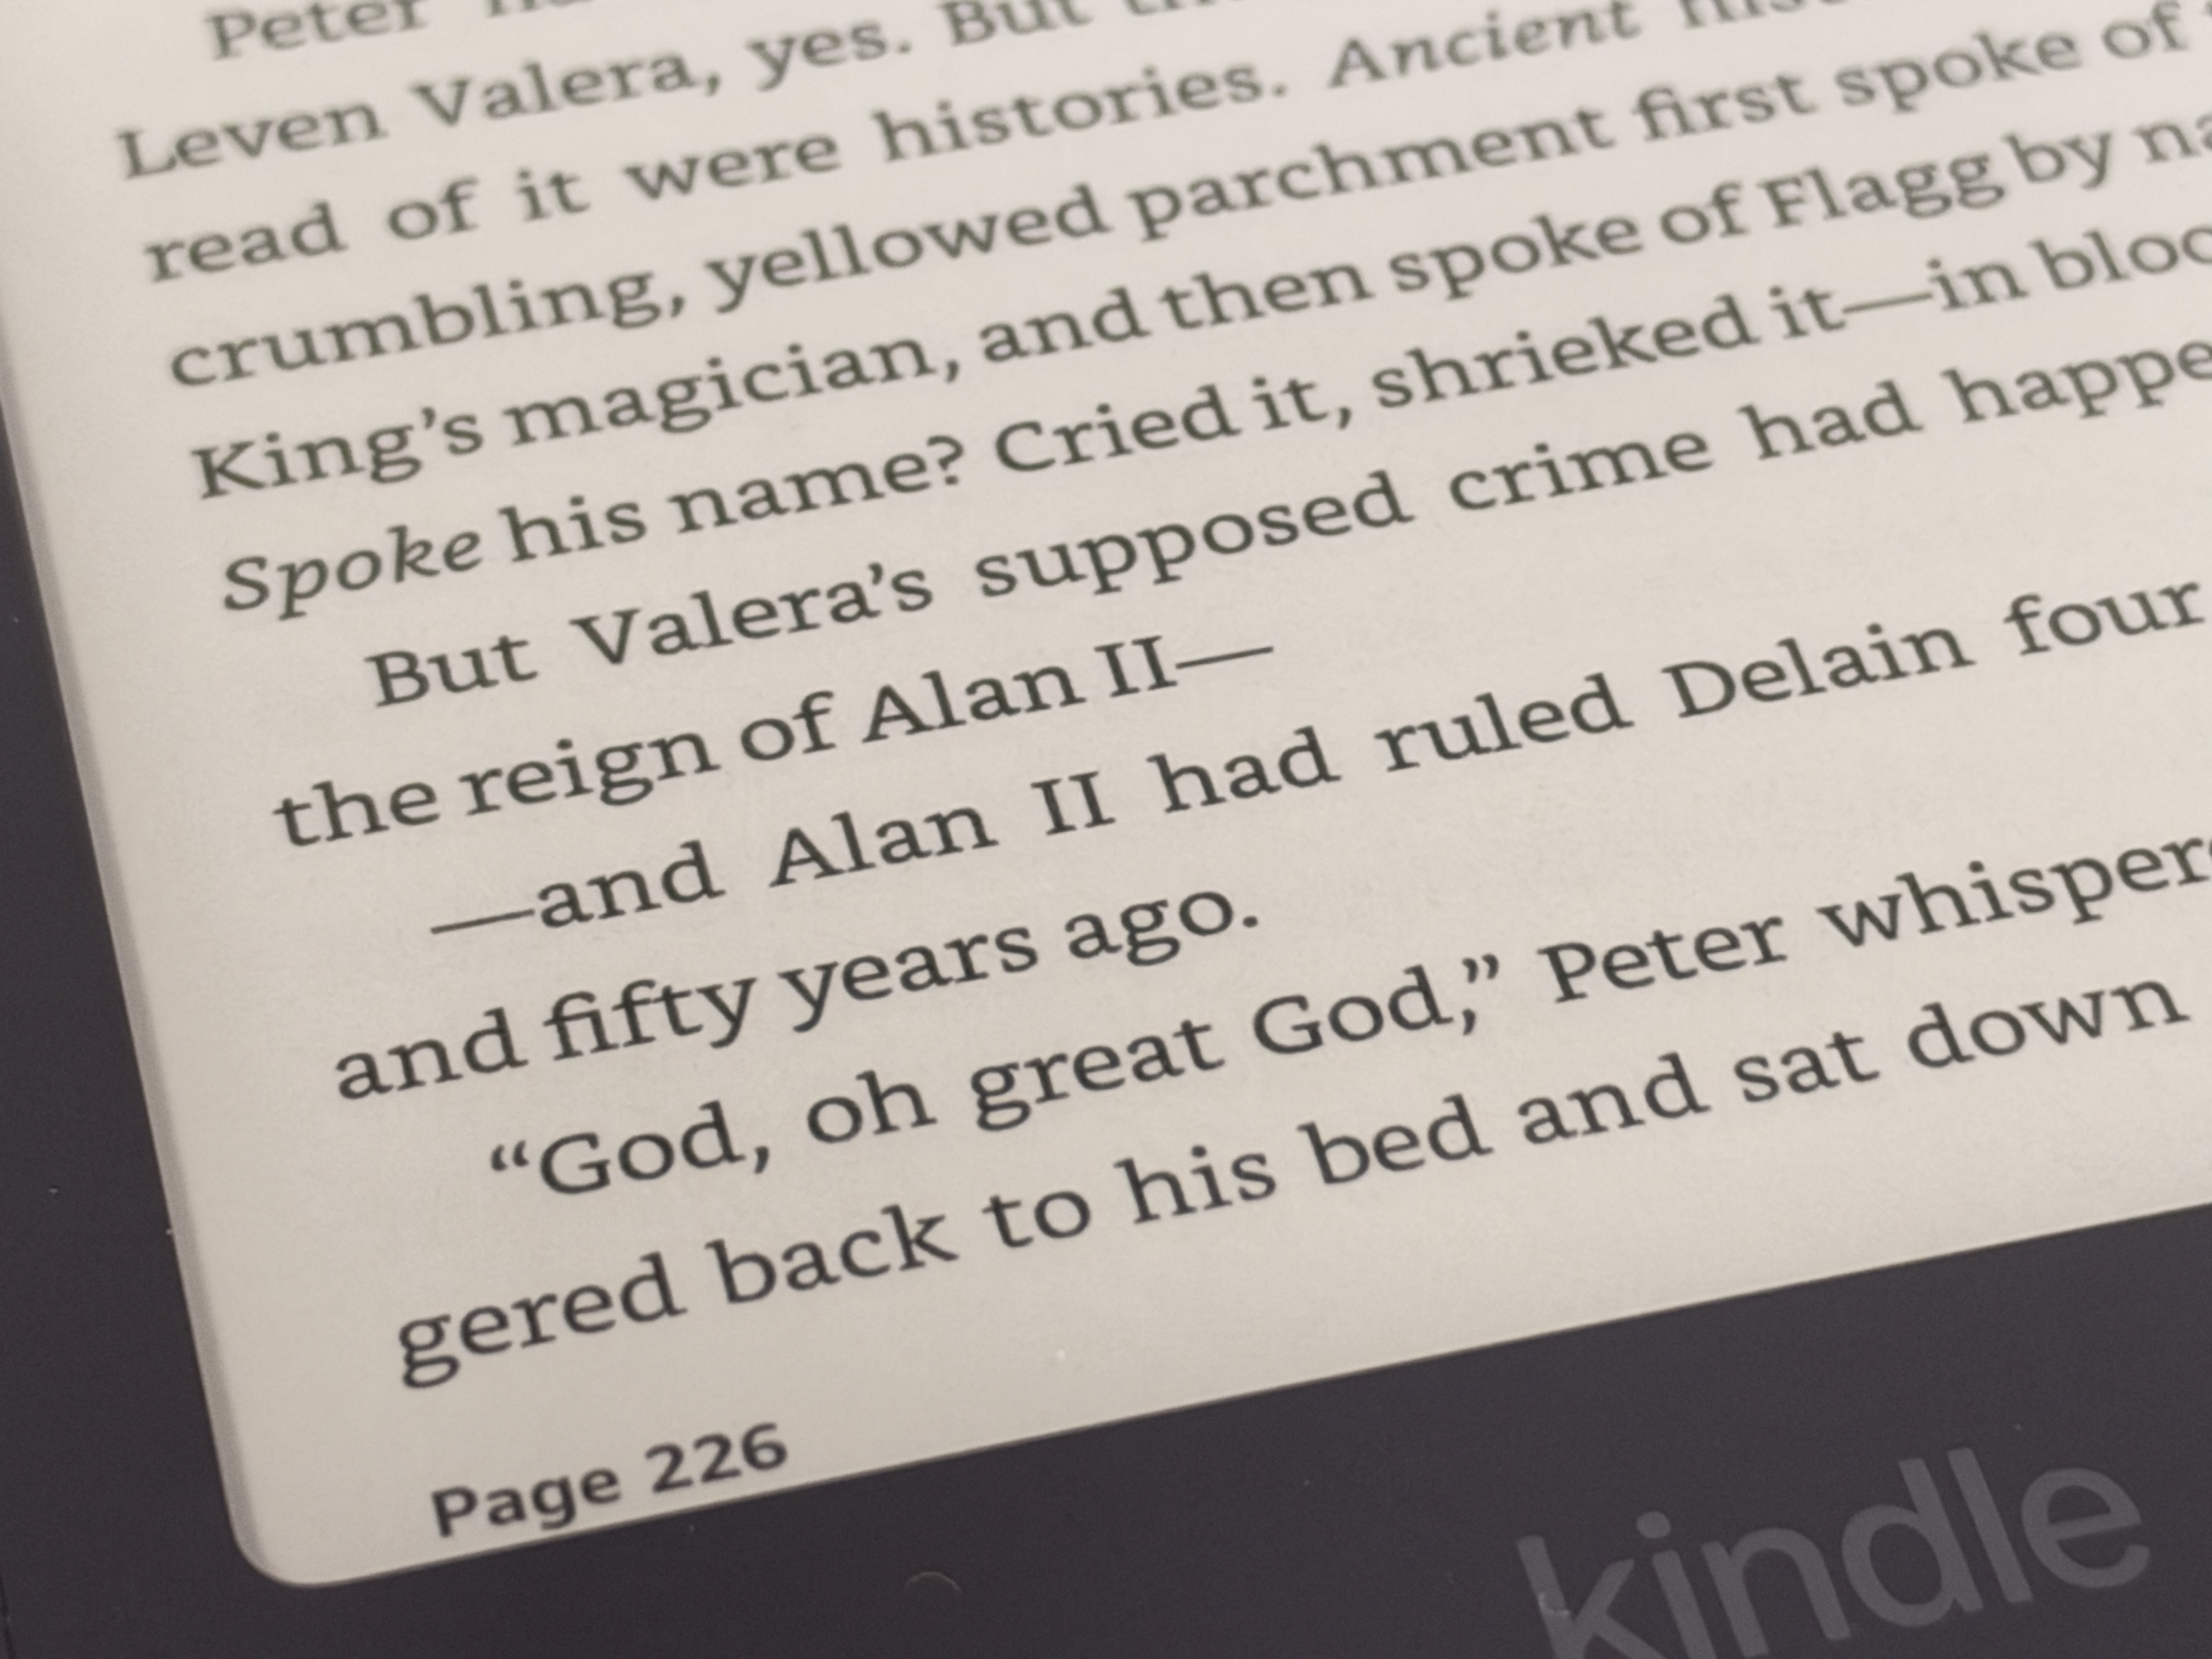 Peter
Leven Valera, yes. But
read of it were histories. Ancient
crumbling, yellowed parchment first spoke of
King's magician, and then spoke of Flagg by
Spoke his name? Cried it, shrieked it—in
But Valera's supposed crime had
the reign of Alan II—
—and Alan II had ruled Delain four
and fifty years ago.
“God, oh great God,” Peter
gered back to his bed and sat down
Page 226
kindle